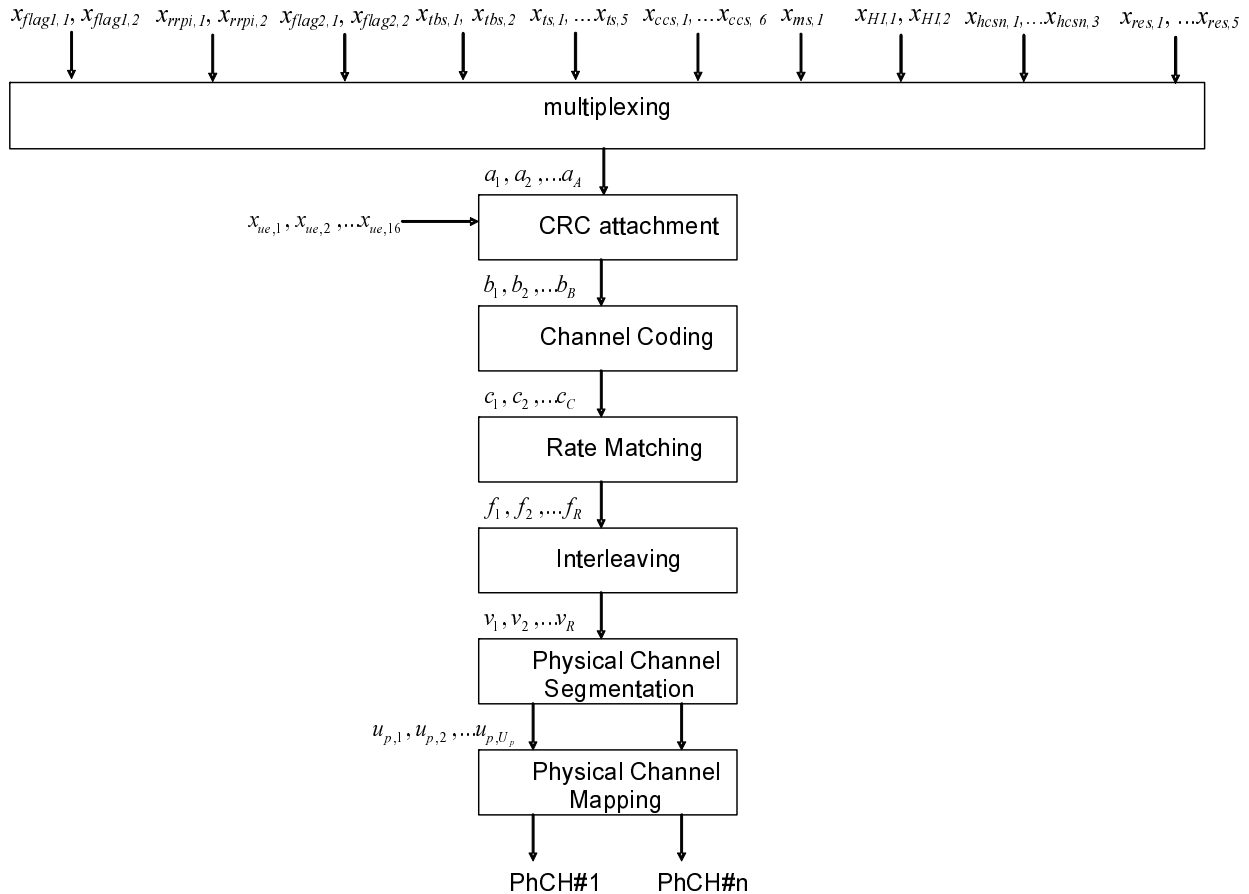 x_flag1,1, x_flag1,2 x_rrpi,1, x_rrpi,2 x_flag2,1, x_flag2,2 x_tbs,1, x_tbs,2 x_ts,1, ...x_ts,5 x_ccs,1, ...x_ccs,6 x_ms,1 x_HI,1, x_HI,2 x_hcsn,1,...x_hcsn,3 x_res,1, ...x_res,5
multiplexing
a_1, a_2,...a_A
x_ue,1, x_ue,2,...x_ue,16
CRC attachment
b_1, b_2,...b_B
Channel Coding
c_1, c_2,...c_C
Rate Matching
f_1, f_2,...f_R
Interleaving
v_1, v_2,...v_R
Physical Channel
Segmentation
u_p,1, u_p,2,...u_p,U_p
Physical Channel
Mapping
PhCH#1 PhCH#n